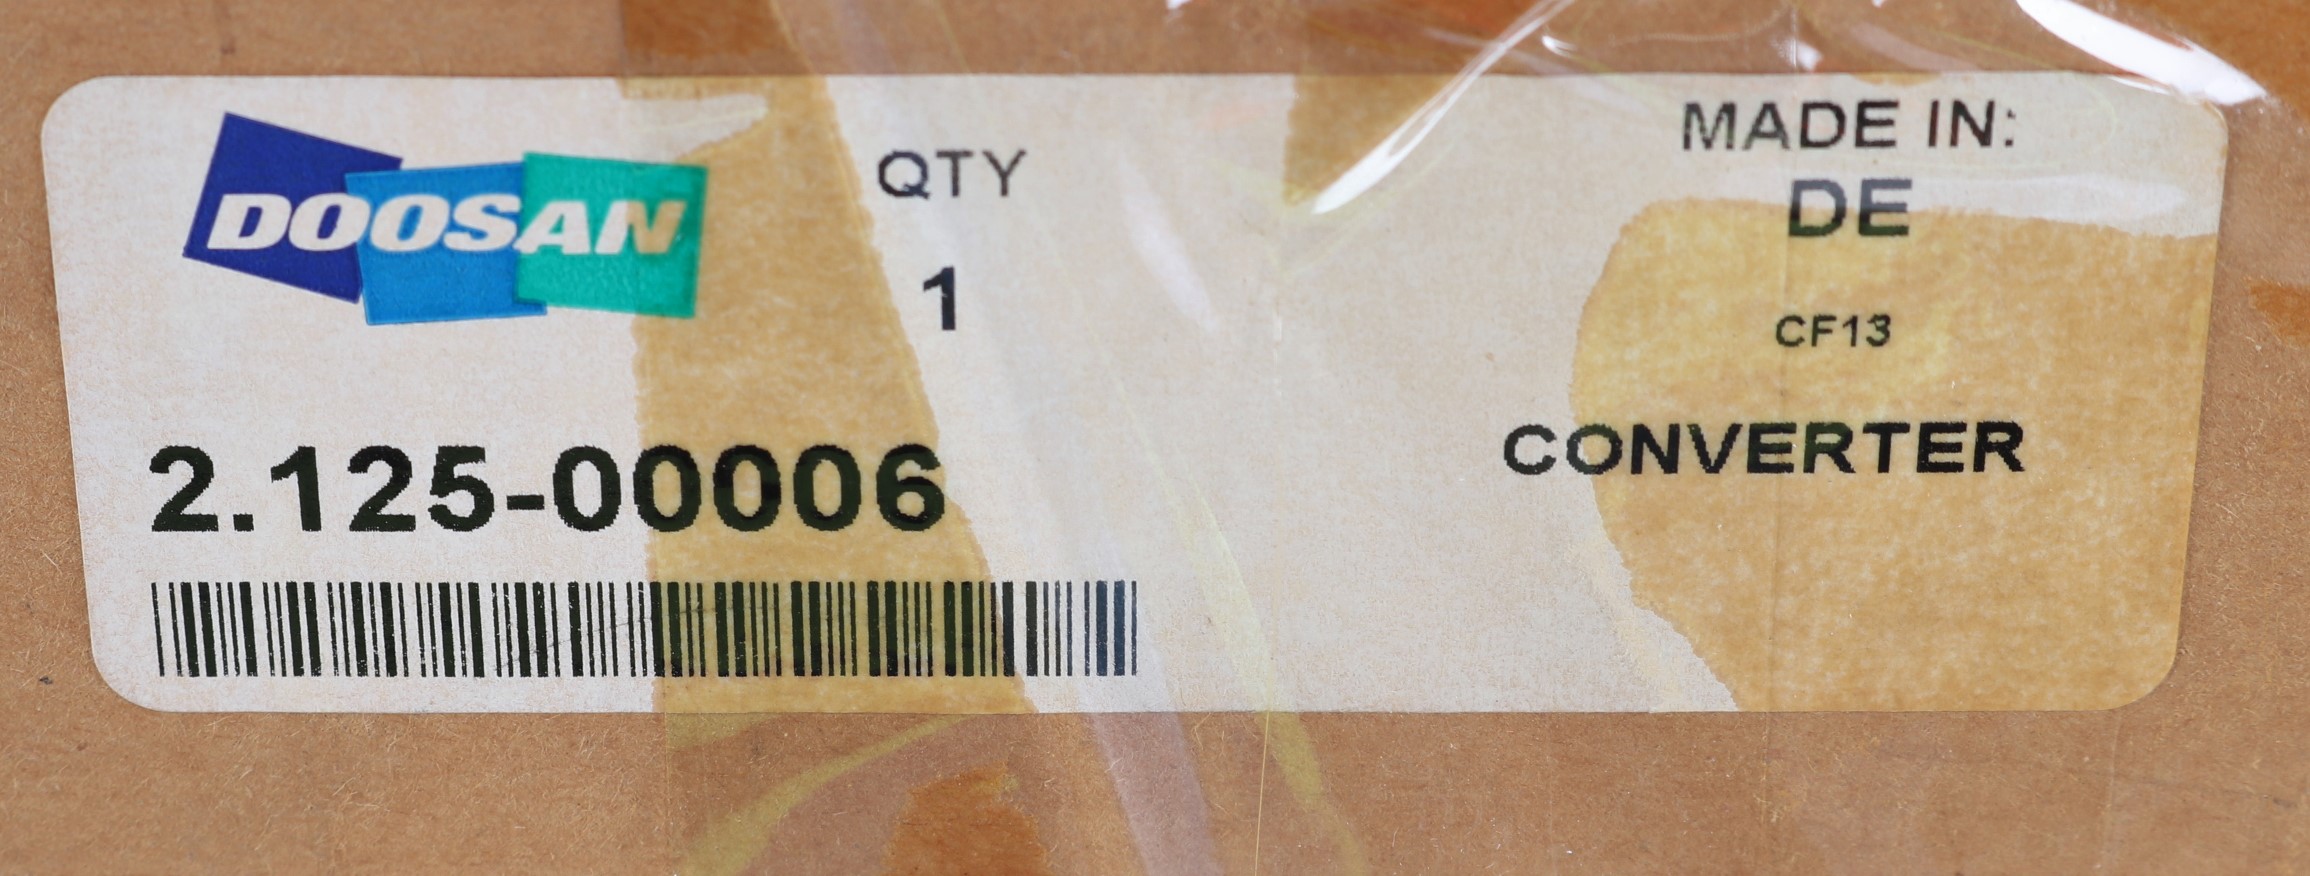 DOOSAN
QTY
1
2.125-00006
MADE IN:
DE
CF13
CONVERTER